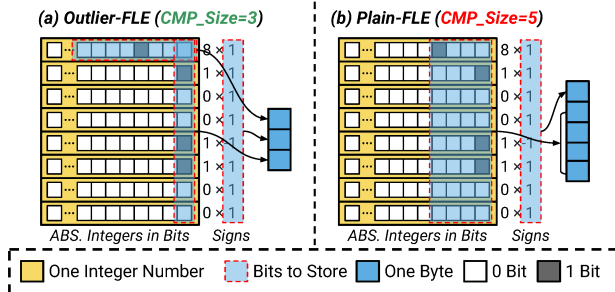 (a) Outlier-FLE (CMP_Size=3)
8 × 1
1 × 1
0 × 1
0 × 1
1 × 1
1 × 1
0 × 1
0 × 1
ABS. Integers in Bits Signs
(b) Plain-FLE (CMP_Size=5)
8 × 1
1 × 1
0 × 1
0 × 1
1 × 1
1 × 1
0 × 1
0 × 1
ABS. Integers in Bits Signs
One Integer Number Bits to Store One Byte 0 Bit 1 Bit